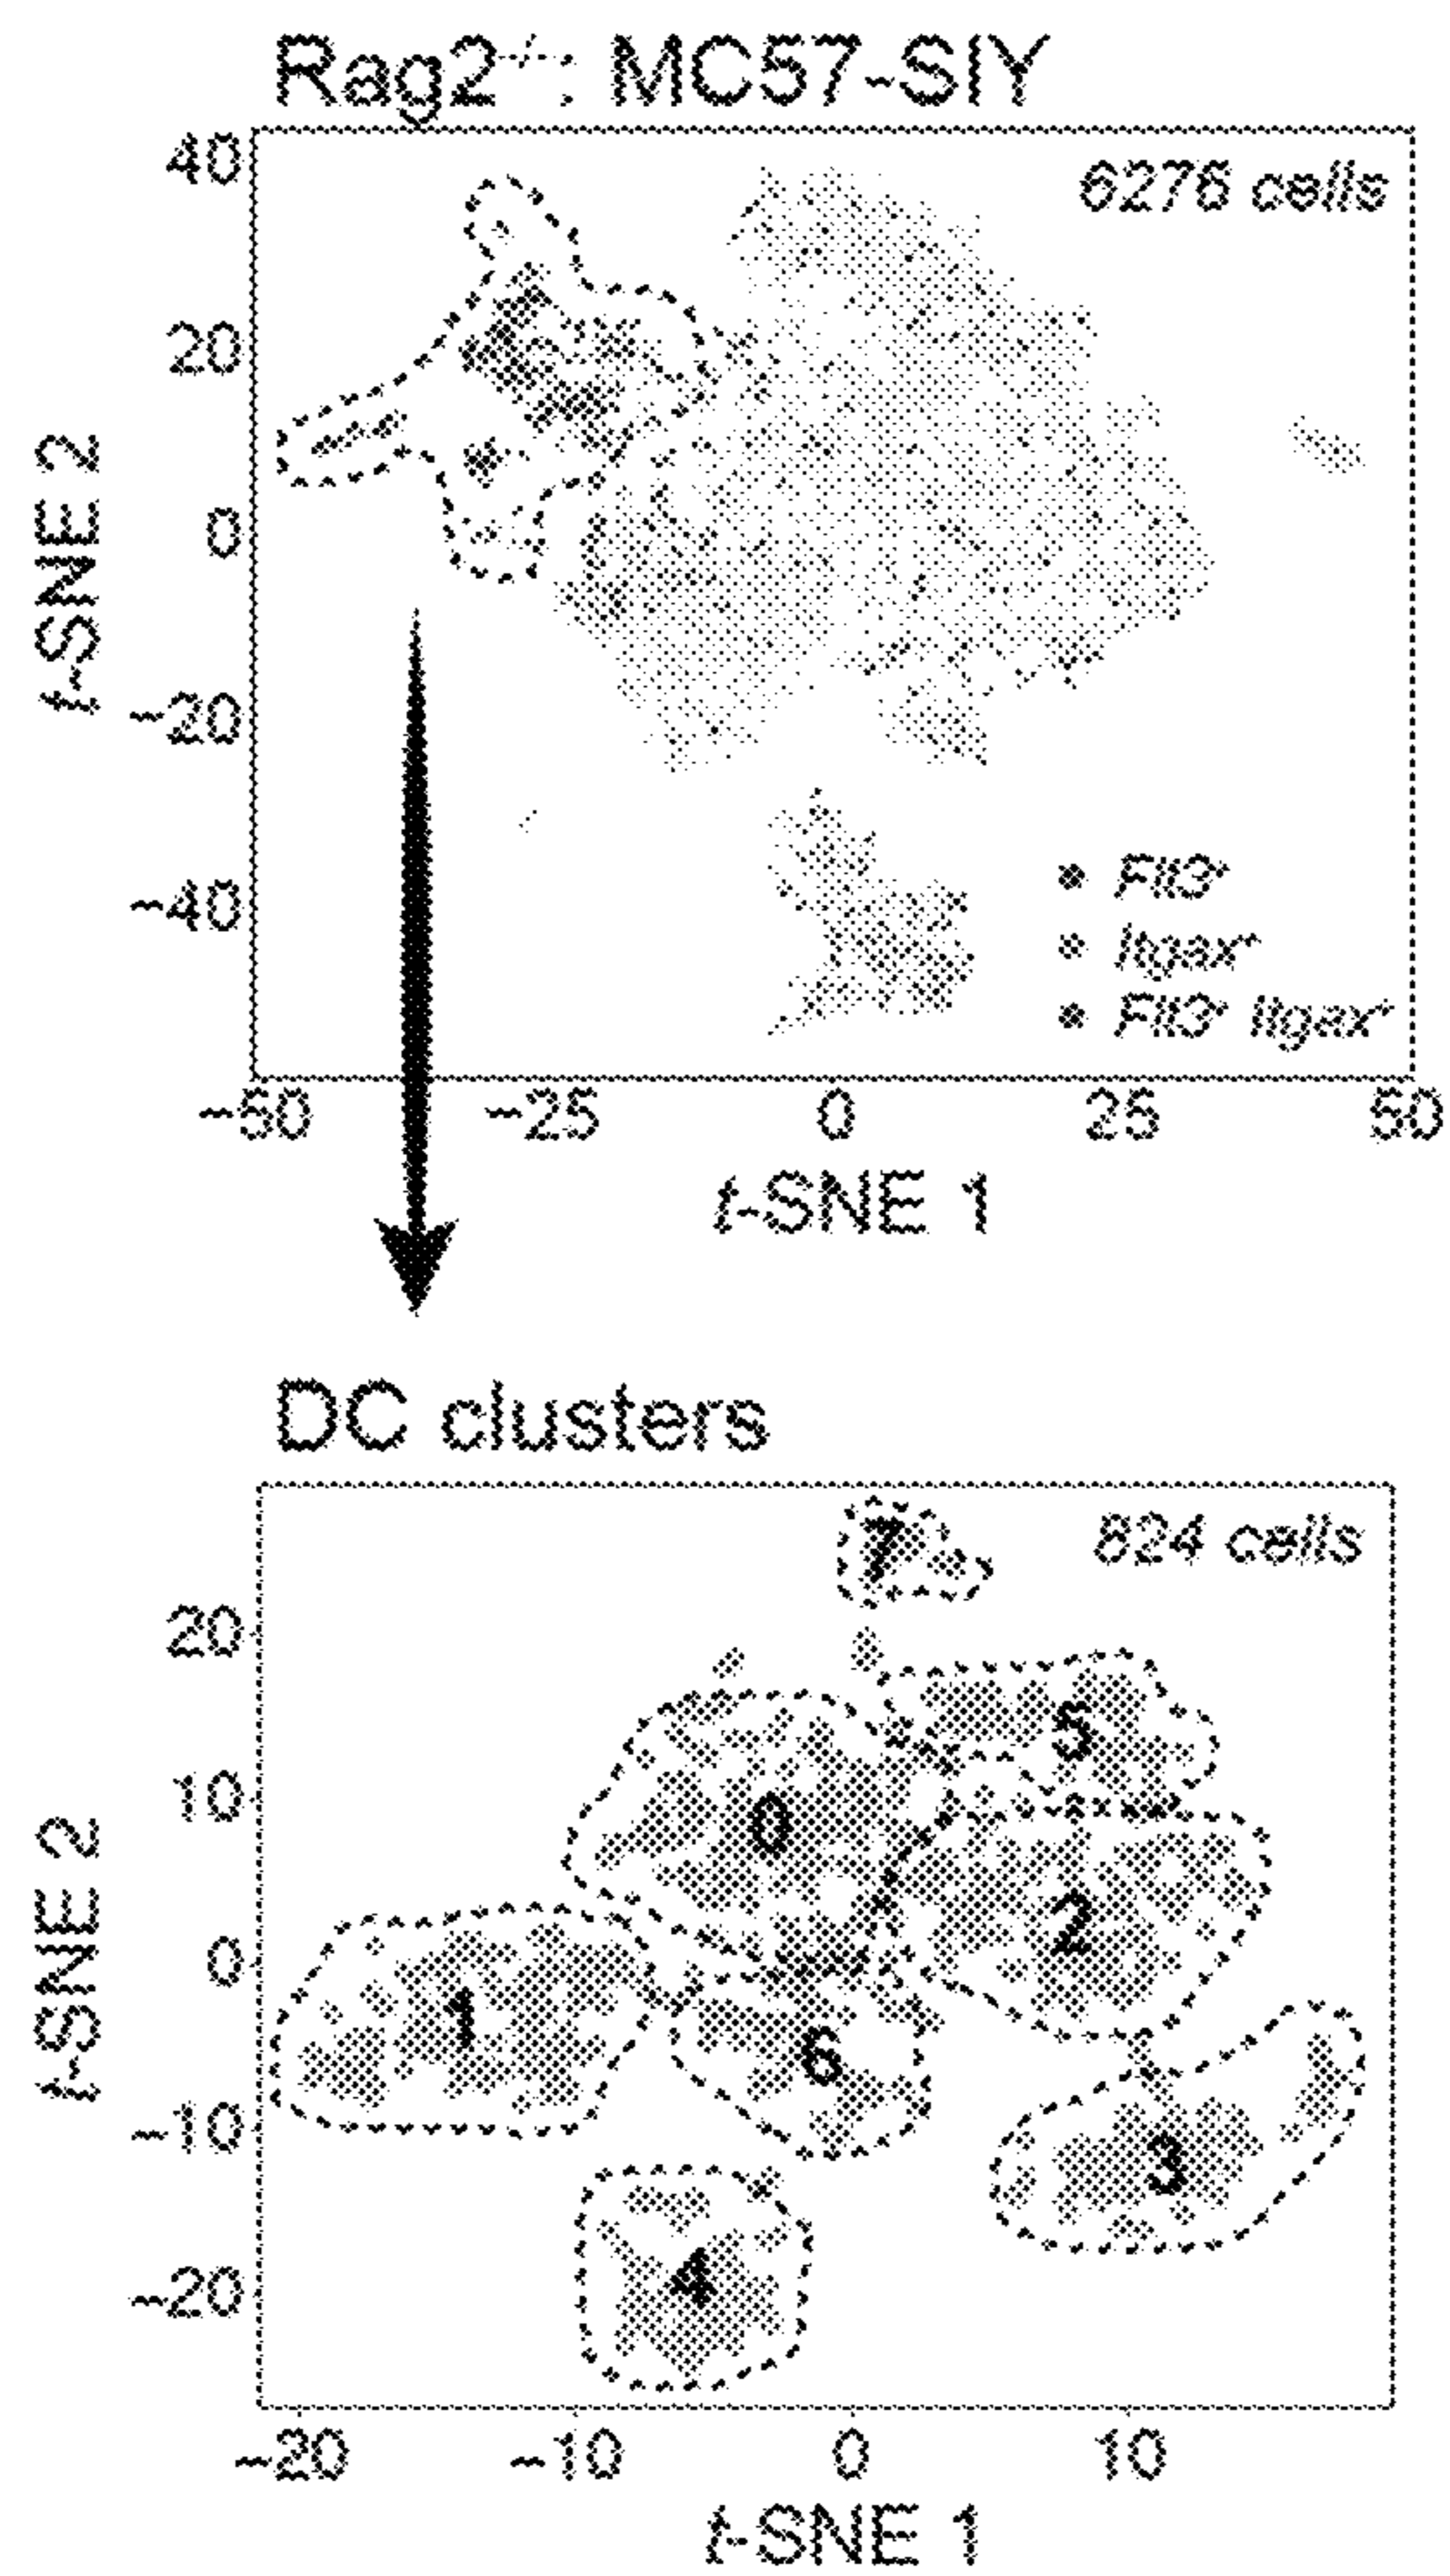 Rag2-/-: MC57-SIY
6276 cells
40
20
0
-20
-40
t-SNE 2
Flt3+
Itgax+
Flt3+ Itgax+
-50 -25 0 25 50
t-SNE 1
DC clusters
824 cells
20
10
0
-10
-20
t-SNE 2
7
5
0
2
1
6
3
4
-20 -10 0 10
t-SNE 1